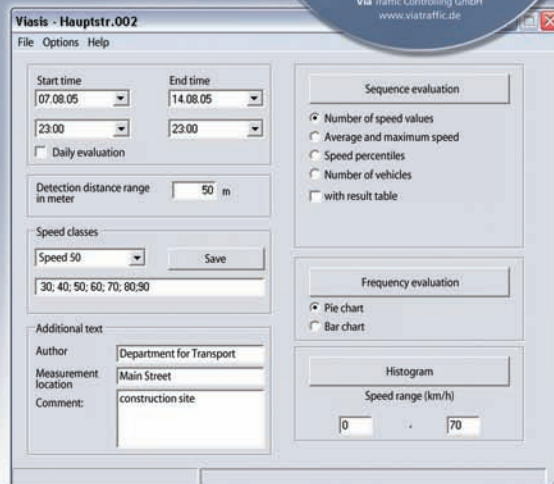 Via Traffic Controlling GmbH
www.viatraffic.de
Viasis - Hauptstr.002
File Options Help
Start time End time
07.08.05 14.08.05
23:00 23:00
Daily evaluation
Detection distance range
in meter
50 m
Speed classes
Speed 50 Save
30; 40; 50; 60; 70; 80;90
Additional text
Author Department for Transport
Measurement
location
Main Street
Comment: construction site
Sequence evaluation
Number of speed values
Average and maximum speed
Speed percentiles
Number of vehicles
with result table
Frequency evaluation
Pie chart
Bar chart
Histogram
Speed range (km/h)
0 - 70